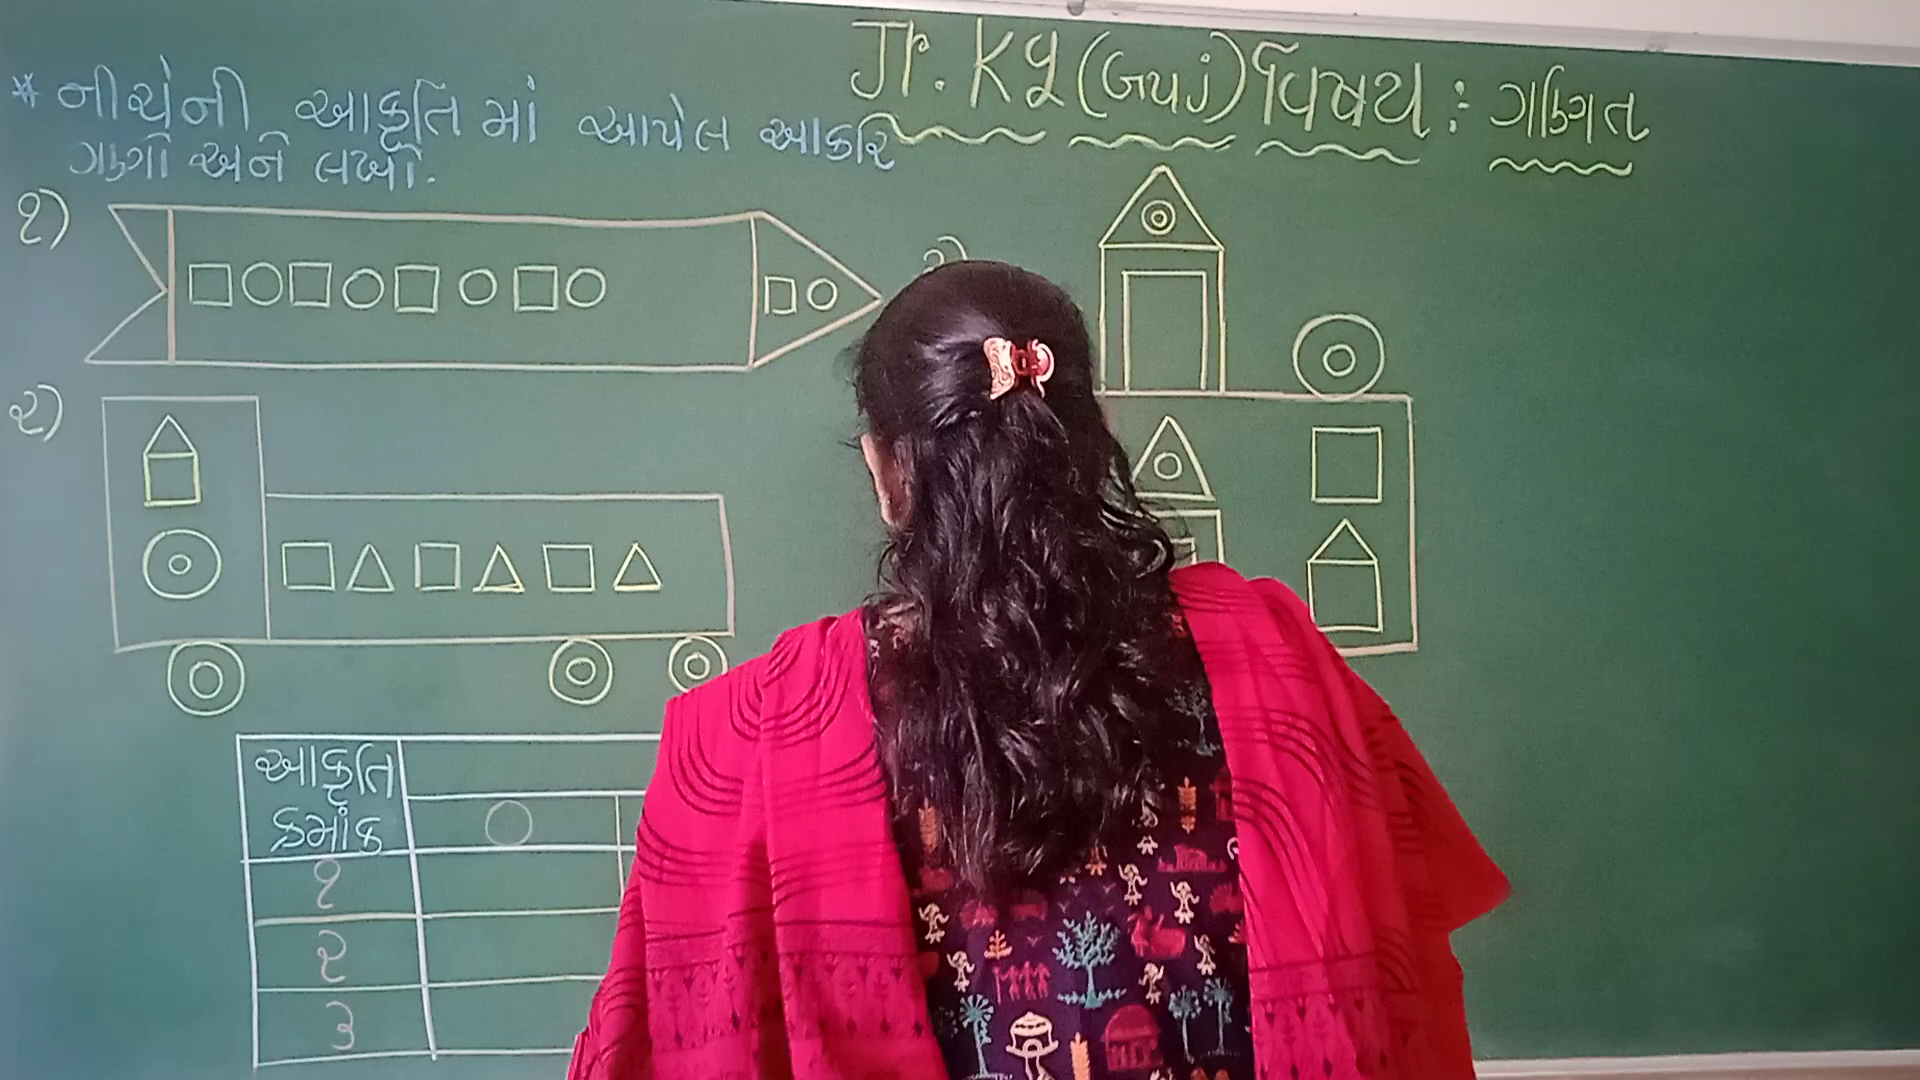 Jr. Kg (ગુજ) વિષય : ગણિત
* નીચેની આકૃતિ માં આપેલ આકાર
ગણો અને લખો.
૧)
૨)
આકૃતિ
ક્રમાંક
૧
૨
૩